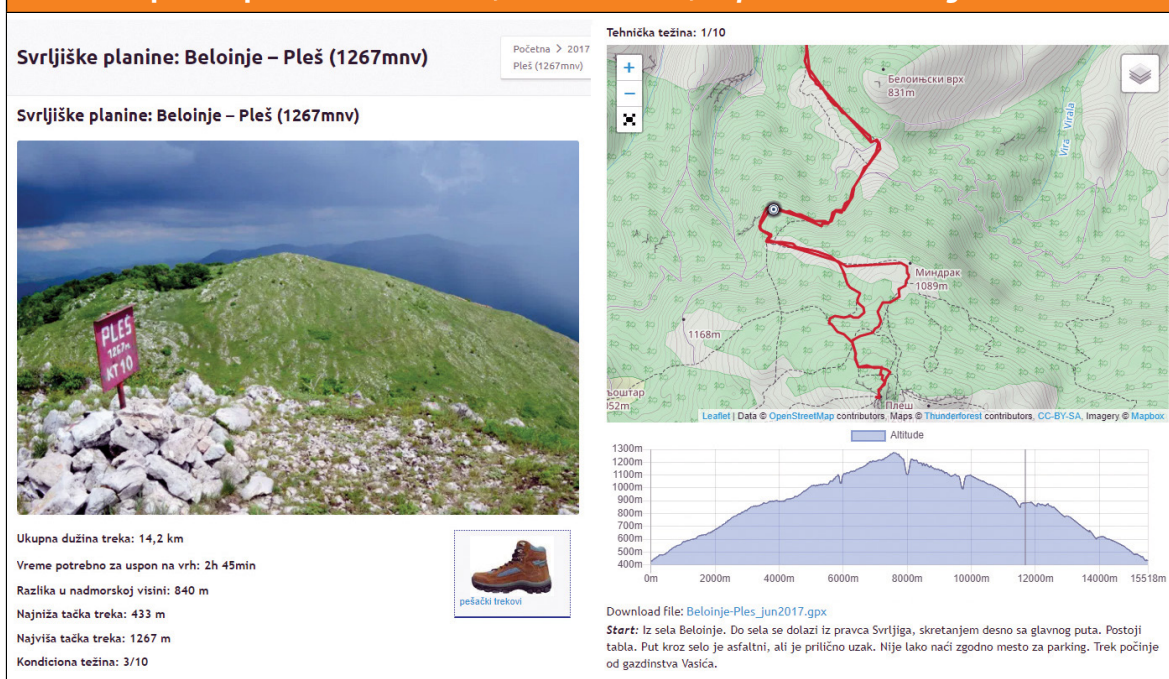 Svrljiške planine: Beloinje – Pleš (1267mnv)
Početna > 2017
Pleš (1267mnv)
Svrljiške planine: Beloinje – Pleš (1267mnv)
PLES
1267m
KT 10
Ukupna dužina treka: 14,2 km
Vreme potrebno za uspon na vrh: 2h 45min
Razlika u nadmorskoj visini: 840 m
Najniža tačka treka: 433 m
Najviša tačka treka: 1267 m
Kondiciona težina: 3/10
pešački trekovi
Tehnička težina: 1/10
+
−
Белоињски врх
831m
Vira
Virala
Миндрак
1089m
1168m
Плеш
Leaflet | Data © OpenStreetMap contributors, Maps © Thunderforest contributors, CC-BY-SA, Imagery © Mapbox
Altitude
1300m
1200m
1100m
1000m
900m
800m
700m
600m
500m
400m
0m 2000m 4000m 6000m 8000m 10000m 12000m 14000m 15518m
Download file: Beloinje-Ples_jun2017.gpx
Start: Iz sela Beloinje. Do sela se dolazi iz pravca Svrljiga, skretanjem desno sa glavnog puta. Postoji
tabla. Put kroz selo je asfaltni, ali je prilično uzak. Nije lako naći zgodno mesto za parking. Trek počinje
od gazdinstva Vasića.